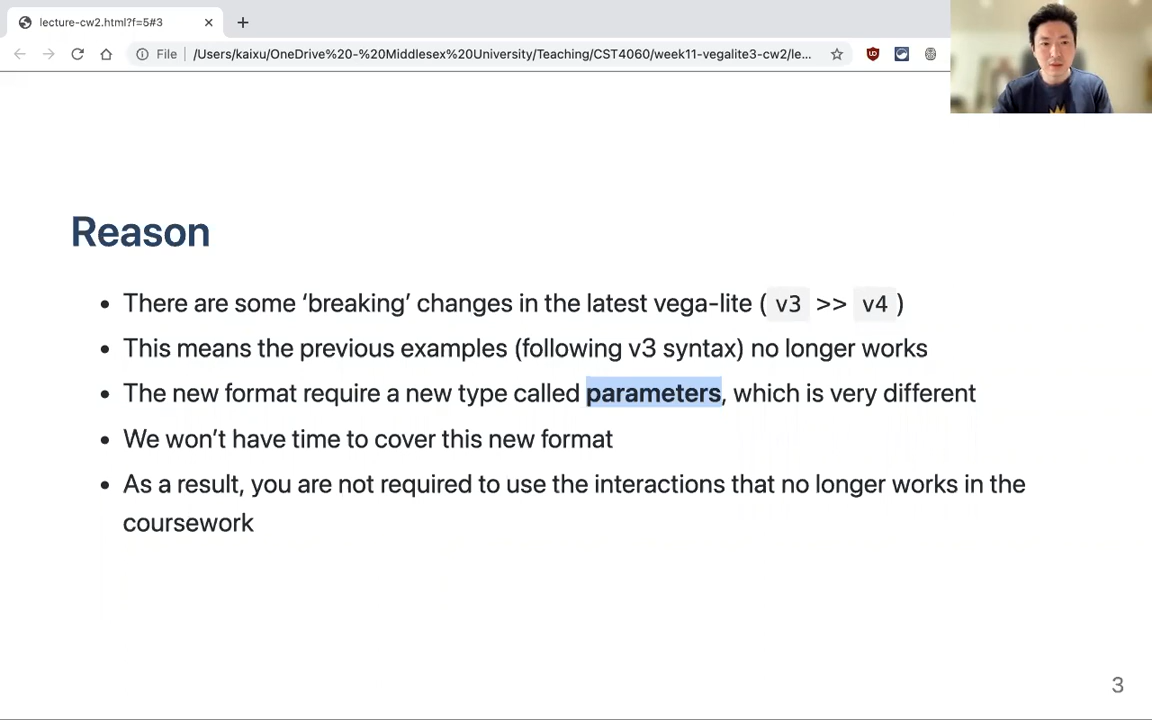 lecture-cw2.html?f=5#3
File
/Users/kaixu/OneDrive%20-%20Middlesex%20University/Teaching/CST4060/week11-vegalite3-cw2/le...
Reason
There are some ‘breaking’ changes in the latest vega-lite ( v3 >> v4 )
This means the previous examples (following v3 syntax) no longer works
The new format require a new type called parameters, which is very different
We won’t have time to cover this new format
As a result, you are not required to use the interactions that no longer works in the
coursework
3